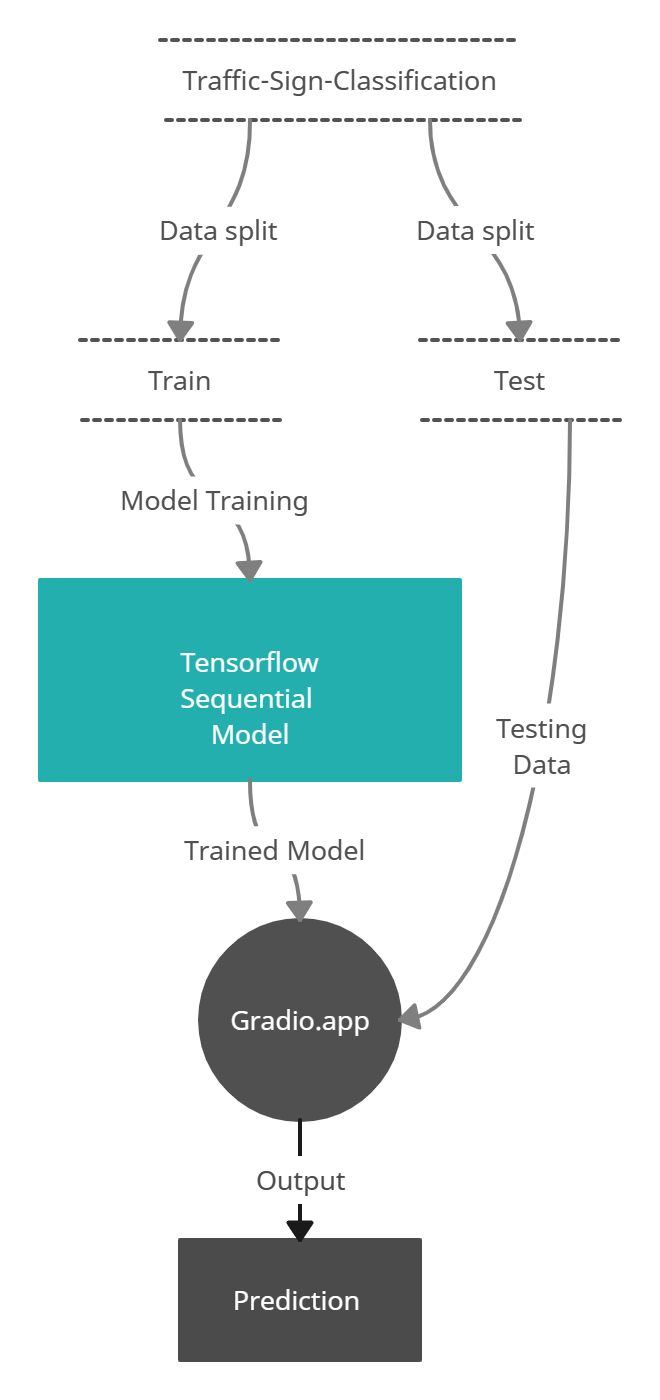 Traffic-Sign-Classification
Data split
Data split
Train
Test
Model Training
Tensorflow
Sequential
Model
Testing
Data
Trained Model
Gradio.app
Output
Prediction